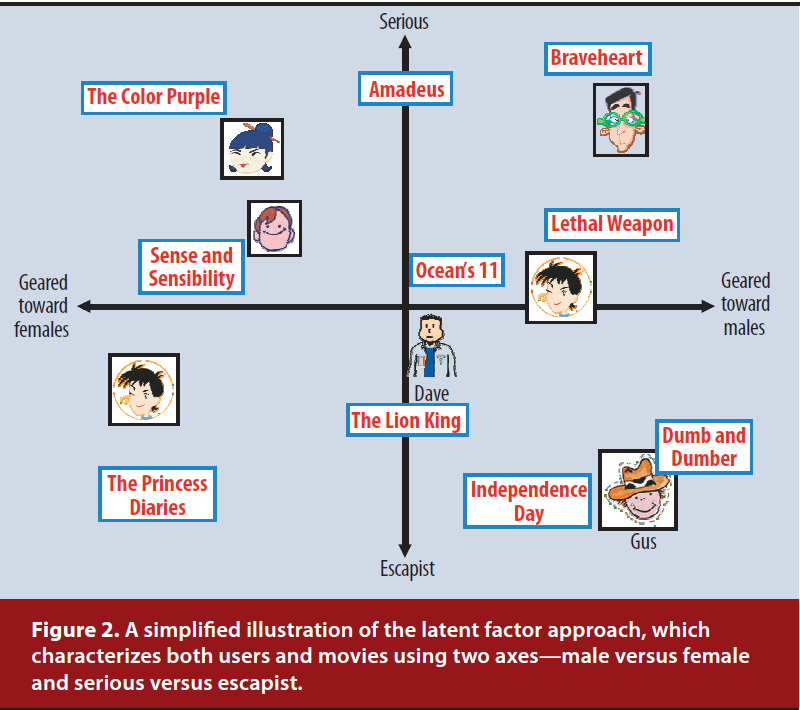 Serious
Braveheart
Amadeus
The Color Purple
Lethal Weapon
Sense and
Sensibility
Ocean's 11
Geared
toward
females
Geared
toward
males
Dave
The Lion King
Dumb and
Dumber
The Princess
Diaries
Independence
Day
Gus
Escapist
Figure 2. A simplified illustration of the latent factor approach, which
characterizes both users and movies using two axes—male versus female
and serious versus escapist.